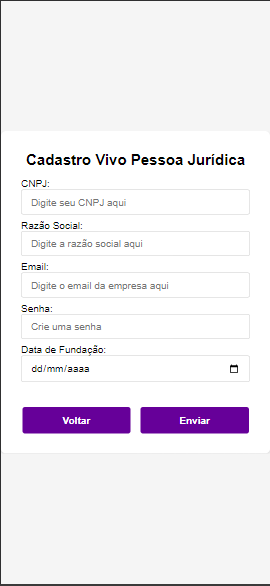 Cadastro Vivo Pessoa Jurídica
CNPJ:
Digite seu CNPJ aqui
Razão Social:
Digite a razão social aqui
Email:
Digite o email da empresa aqui
Senha:
Crie uma senha
Data de Fundação:
dd/mm/aaaa
Voltar Enviar